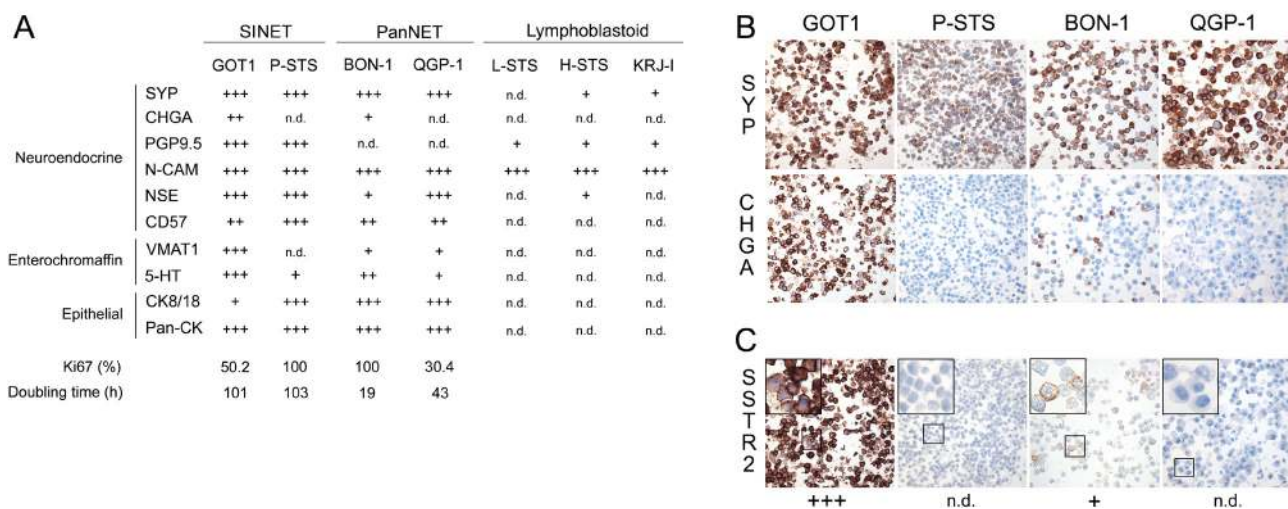 A
SINET PanNET Lymphoblastoid
GOT1 P-STS BON-1 QGP-1 L-STS H-STS KRJ-I
Neuroendocrine
SYP +++ +++ +++ +++ n.d. + +
CHGA ++ n.d. + n.d. n.d. n.d. n.d.
PGP9.5 +++ +++ n.d. n.d. + + +
N-CAM +++ +++ +++ +++ +++ +++ +++
NSE +++ +++ + +++ n.d. + n.d.
CD57 ++ +++ ++ ++ n.d. n.d. n.d.
Enterochromaffin
VMAT1 +++ n.d. + + n.d. n.d. n.d.
5-HT +++ + ++ + n.d. n.d. n.d.
Epithelial
CK8/18 + +++ +++ +++ n.d. n.d. n.d.
Pan-CK +++ +++ +++ +++ n.d. n.d. n.d.
Ki67 (%) 50.2 100 100 30.4
Doubling time (h) 101 103 19 43
B
GOT1 P-STS BON-1 QGP-1
SYP
CHGA
C
SSTR2
+++ n.d. + n.d.